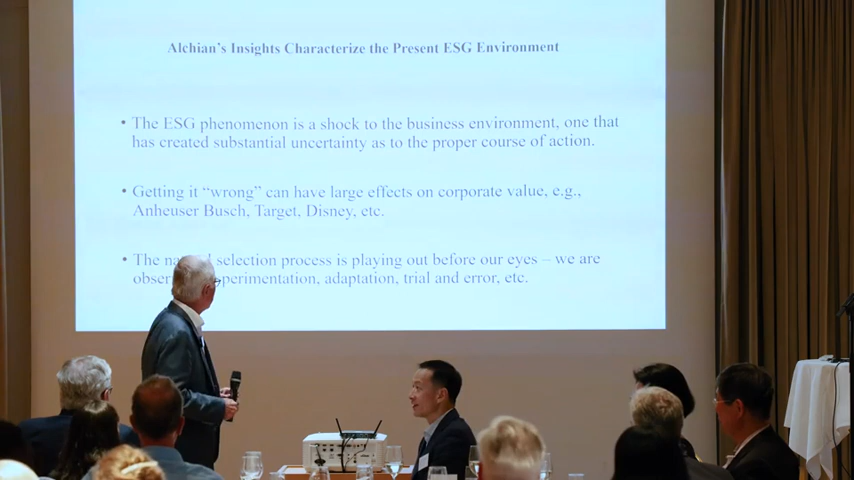 Alchian's Insights Characterize the Present ESG Environment
• The ESG phenomenon is a shock to the business environment, one that
has created substantial uncertainty as to the proper course of action.
• Getting it “wrong” can have large effects on corporate value, e.g.,
Anheuser Busch, Target, Disney, etc.
• The selection process is playing out before our eyes – we are
adaptation, trial and error, etc.